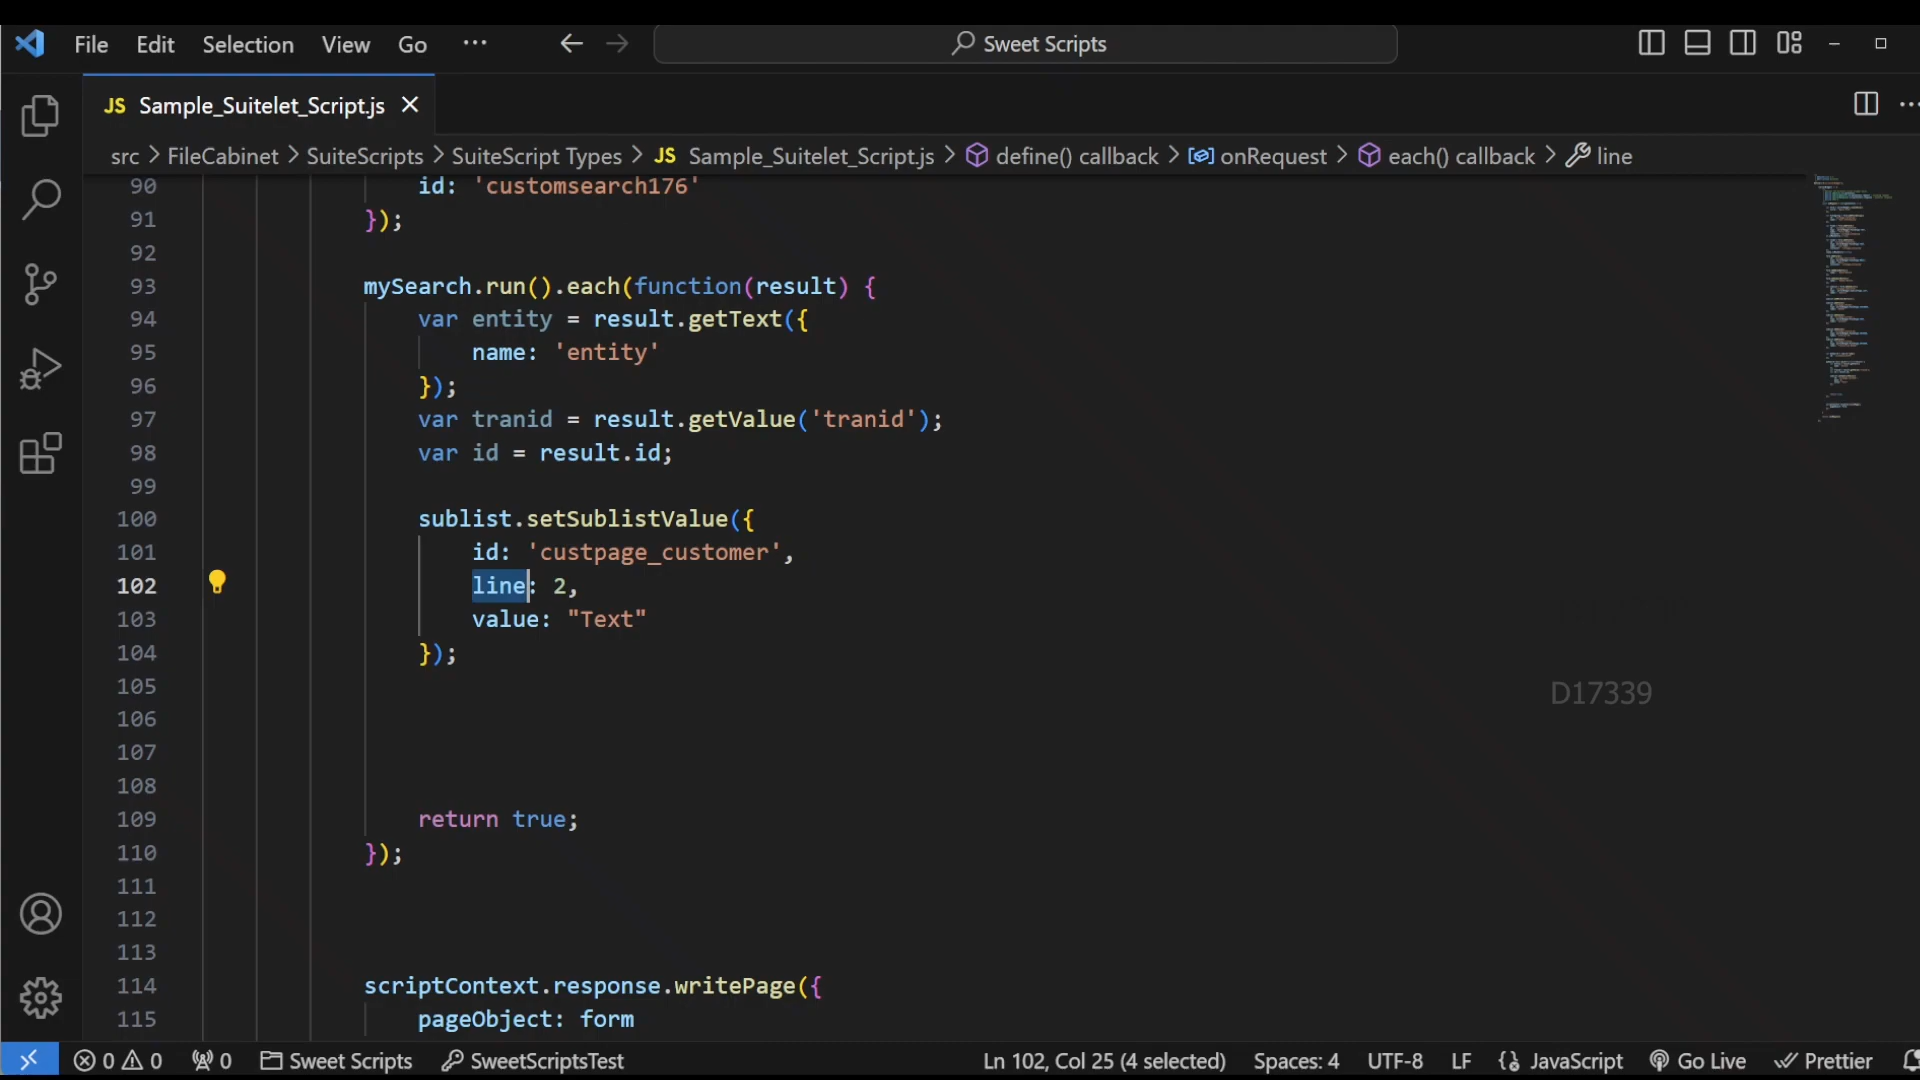 File Edit Selection View Go ··· Sweet Scripts
JS Sample_Suitelet_Script.js
src > FileCabinet > SuiteScripts > SuiteScript Types > JS Sample_Suitelet_Script.js > define() callback > onRequest > each() callback > line
90 id: 'customsearch176'
91 });
92
93 mySearch.run().each(function(result) {
94 var entity = result.getText({
95 name: 'entity'
96 });
97 var tranid = result.getValue('tranid');
98 var id = result.id;
99
100 sublist.setSublistValue({
101 id: 'custpage_customer',
102 line: 2,
103 value: "Text"
104 });
105
D17339
106
107
108
109 return true;
110 });
111
112
113
114 scriptContext.response.writePage({
115 pageObject: form
0 0 0 Sweet Scripts SweetScriptsTest Ln 102, Col 25 (4 selected) Spaces: 4 UTF-8 LF {} JavaScript Go Live Prettier